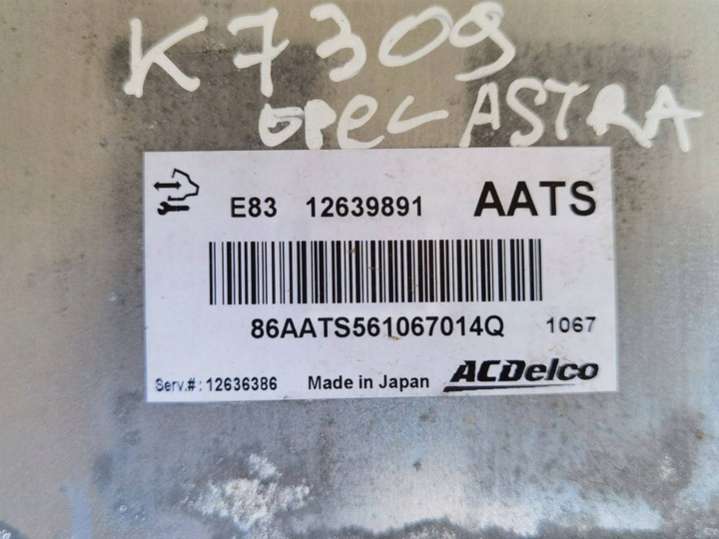 K7309
OPEL ASTRA
E83 12639891 AATS
86AATS561067014Q 1067
Serv.#: 12636386 Made in Japan ACDelco